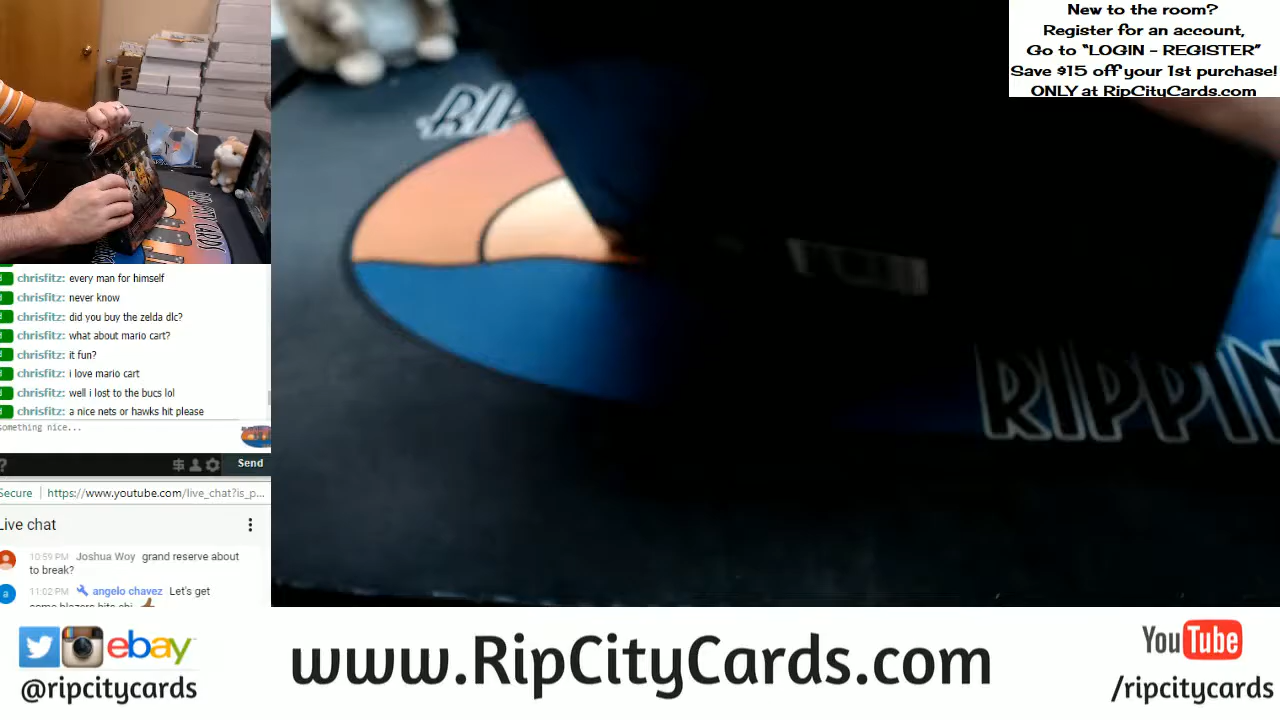 New to the room?
Register for an account,
Go to “LOGIN - REGISTER”
Save $15 off your 1st purchase!
ONLY at RipCityCards.com
RIPPIN
chrisfitz: every man for himself
chrisfitz: never know
chrisfitz: did you buy the zelda dlc?
chrisfitz: what about mario cart?
chrisfitz: it fun?
chrisfitz: i love mario cart
chrisfitz: well i lost to the bucs lol
chrisfitz: a nice nets or hawks hit please
something nice...
Send
Secure https://www.youtube.com/live_chat?is_p...
Live chat
10:59 PM Joshua Woy grand reserve about
to break?
a 11:02 PM angelo chavez Let's get
ebay
@ripcitycards
www.RipCityCards.com
YouTube
/ripcitycards